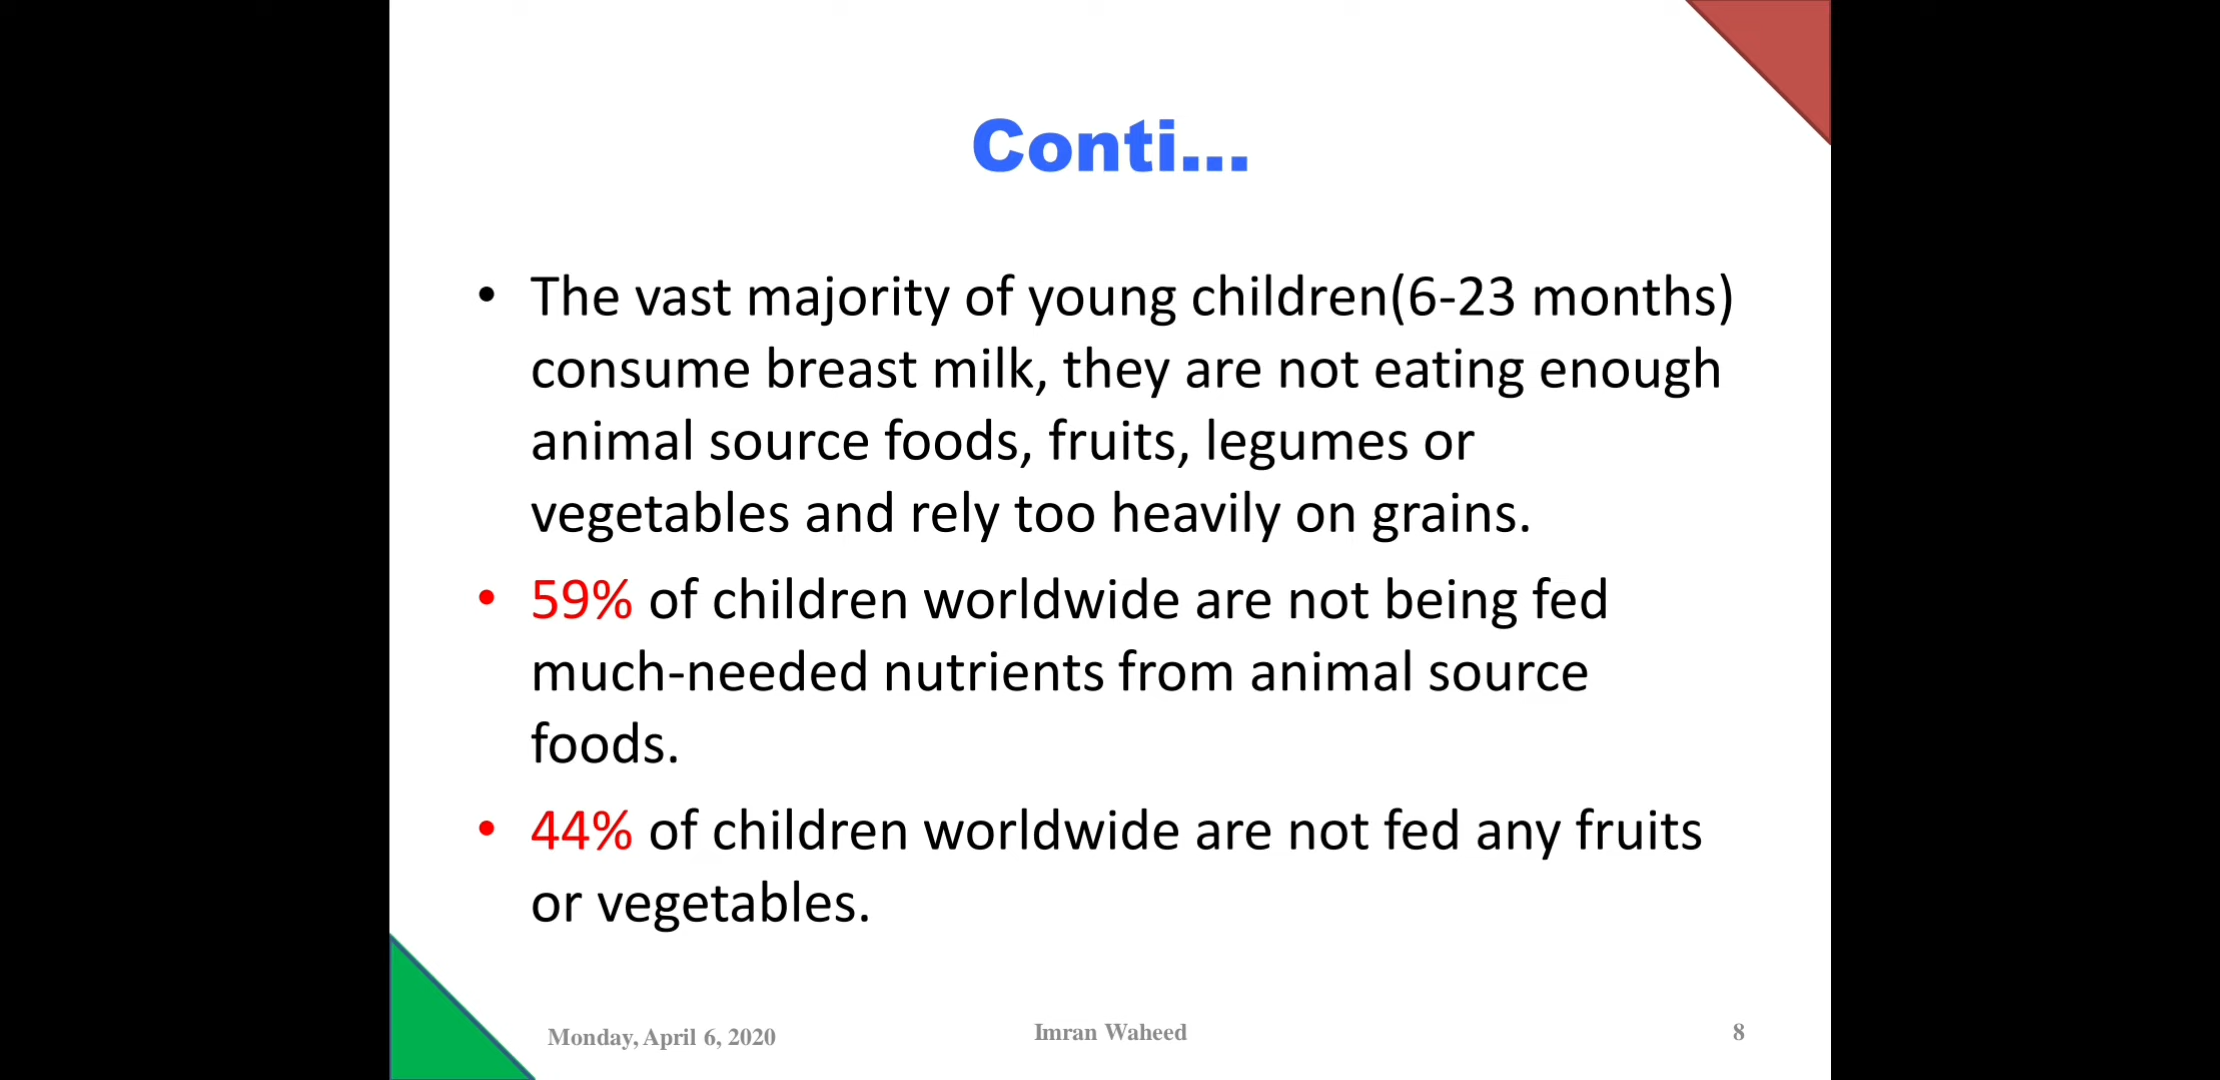 Conti...
• The vast majority of young children(6-23 months)
consume breast milk, they are not eating enough
animal source foods, fruits, legumes or
vegetables and rely too heavily on grains.
• 59% of children worldwide are not being fed
much-needed nutrients from animal source
foods.
• 44% of children worldwide are not fed any fruits
or vegetables.
Monday, April 6, 2020
Imran Waheed
8